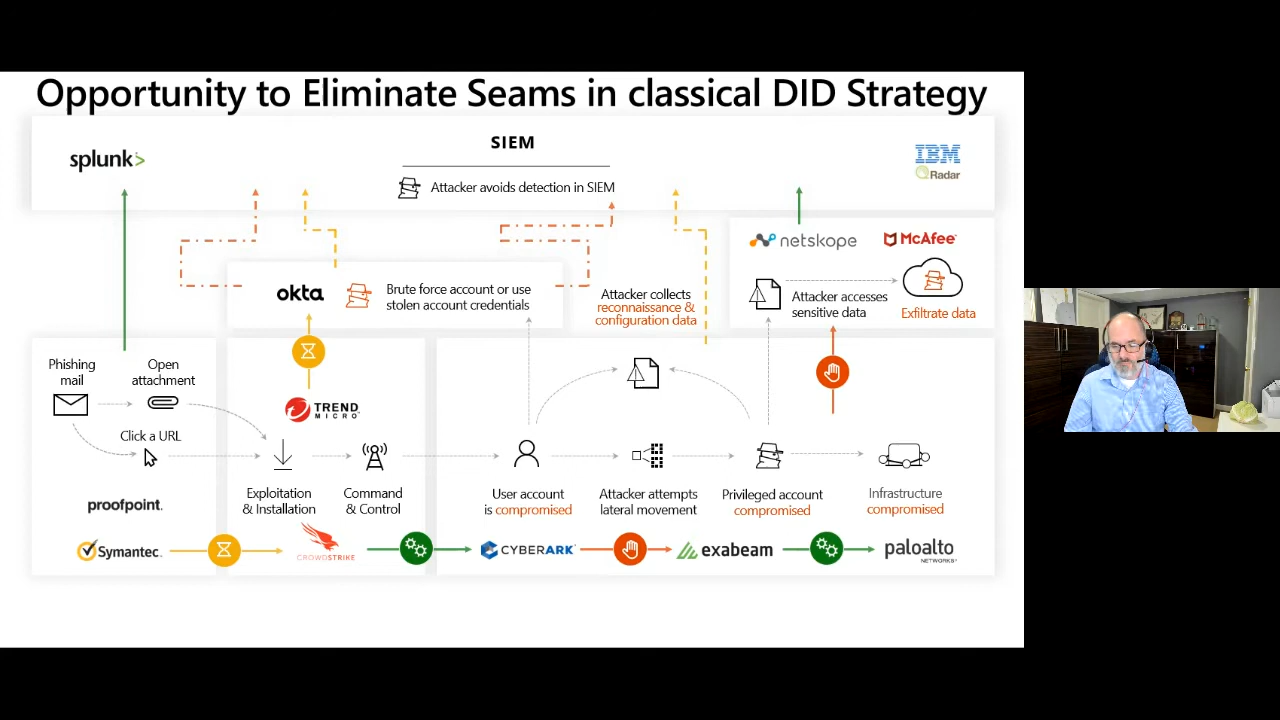 Opportunity to Eliminate Seams in classical DID Strategy
splunk>
SIEM
Attacker avoids detection in SIEM
IBM
QRadar
netskope
McAfee
okta
Brute force account or use
stolen account credentials
Attacker collects
reconnaissance &
configuration data
Attacker accesses
sensitive data
Exfiltrate data
Phishing
mail
Open
attachment
Click a URL
TREND
MICRO
proofpoint.
Exploitation
& Installation
Command
& Control
User account
is compromised
Attacker attempts
lateral movement
Privileged account
compromised
Infrastructure
compromised
Symantec.
CROWDSTRIKE
CYBERARK
exabeam
paloalto
NETWORKS